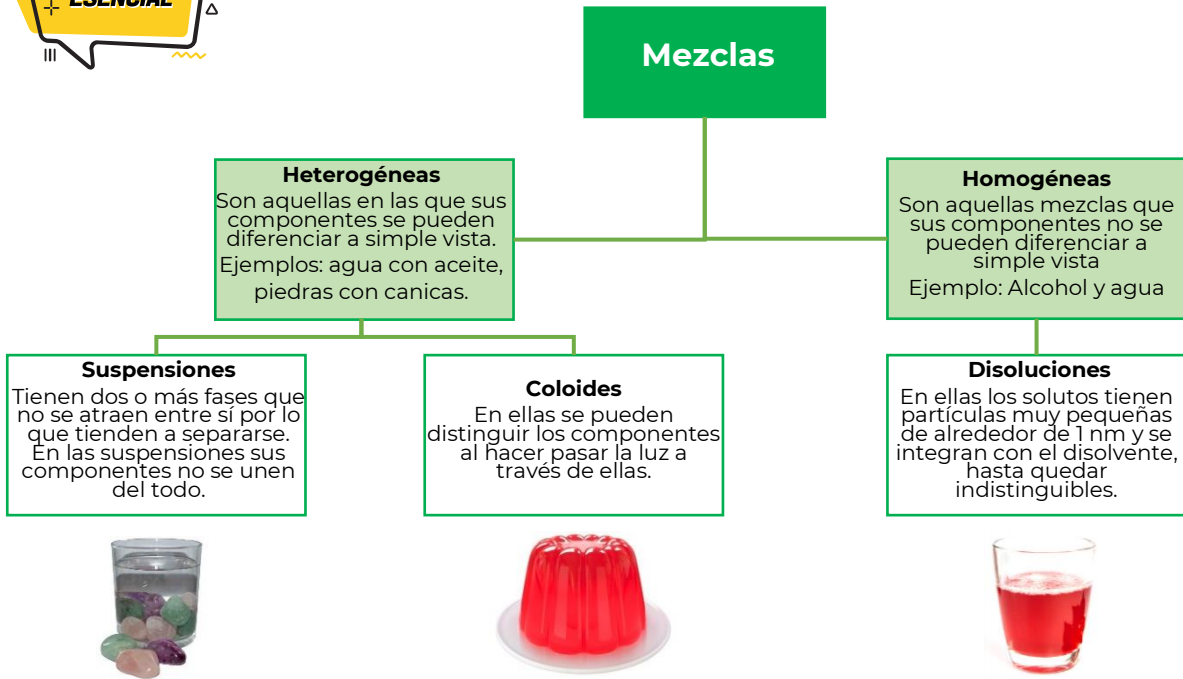 ESENCIAL
Mezclas
Heterogéneas
Son aquellas en las que sus
componentes se pueden
diferenciar a simple vista.
Ejemplos: agua con aceite,
piedras con canicas.
Homogéneas
Son aquellas mezclas que
sus componentes no se
pueden diferenciar a
simple vista
Ejemplo: Alcohol y agua
Suspensiones
Tienen dos o más fases que
no se atraen entre sí por lo
que tienden a separarse.
En las suspensiones sus
componentes no se unen
del todo.
Coloides
En ellas se pueden
distinguir los componentes
al hacer pasar la luz a
través de ellas.
Disoluciones
En ellas los solutos tienen
partículas muy pequeñas
de alrededor de 1 nm y se
integran con el disolvente,
hasta quedar
indistinguibles.